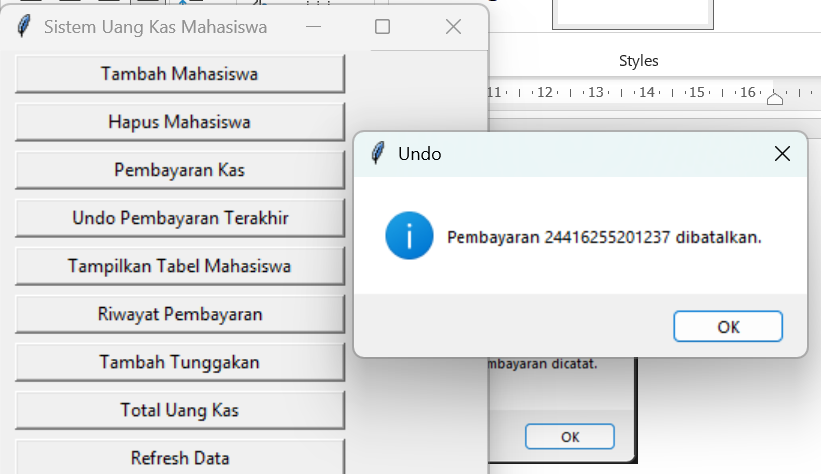 Sistem Uang Kas Mahasiswa
Tambah Mahasiswa
Hapus Mahasiswa
Pembayaran Kas
Undo Pembayaran Terakhir
Tampilkan Tabel Mahasiswa
Riwayat Pembayaran
Tambah Tunggakan
Total Uang Kas
Refresh Data
Styles
11 12 13 14 15 16
Undo
Pembayaran 24416255201237 dibatalkan.
OK
mbayaran dicatat.
OK